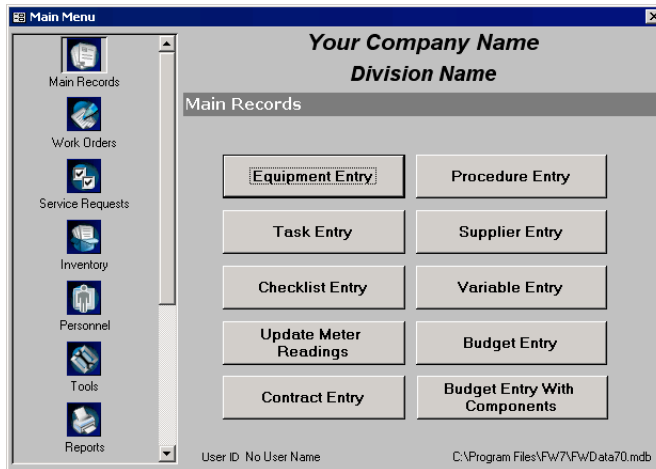 Main Menu
Your Company Name
Division Name
Main Records
Main Records
Work Orders
Service Requests
Inventory
Personnel
Tools
Reports
Equipment Entry
Procedure Entry
Task Entry
Supplier Entry
Checklist Entry
Variable Entry
Update Meter
Readings
Budget Entry
Contract Entry
Budget Entry With
Components
User ID No User Name
C:\Program Files\FW7\FWData70.mdb